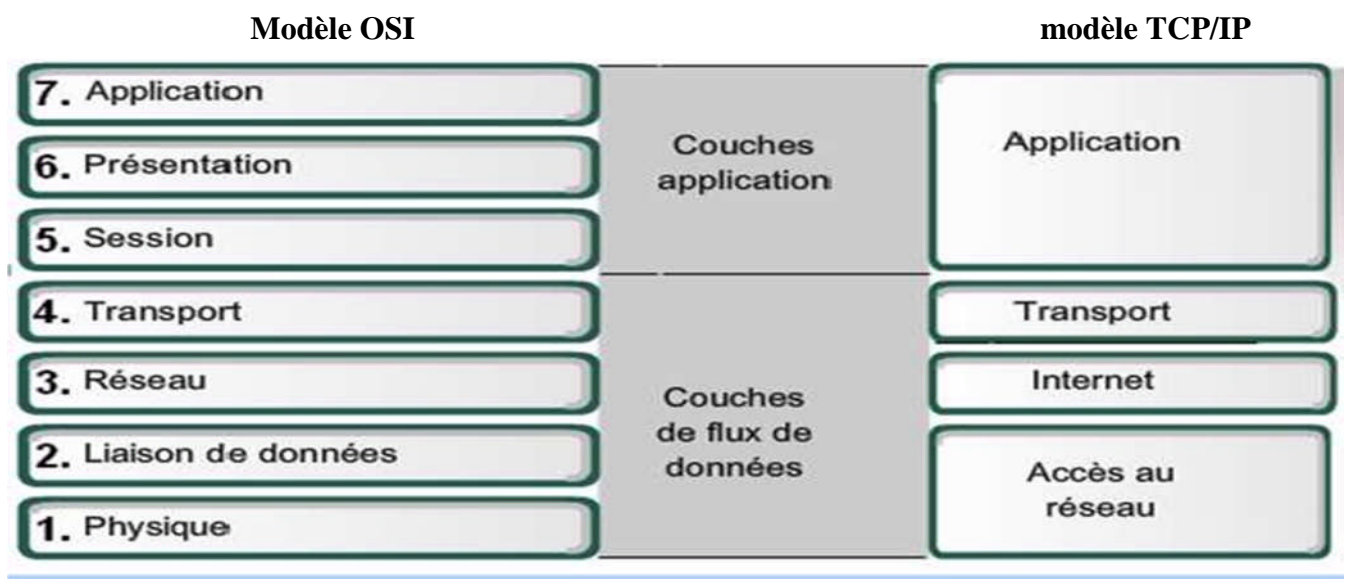 Modèle OSI
modèle TCP/IP
7. Application
6. Présentation
5. Session
4. Transport
3. Réseau
2. Liaison de données
1. Physique
Couches
application
Couches
de flux de
données
Application
Transport
Internet
Accès au
réseau